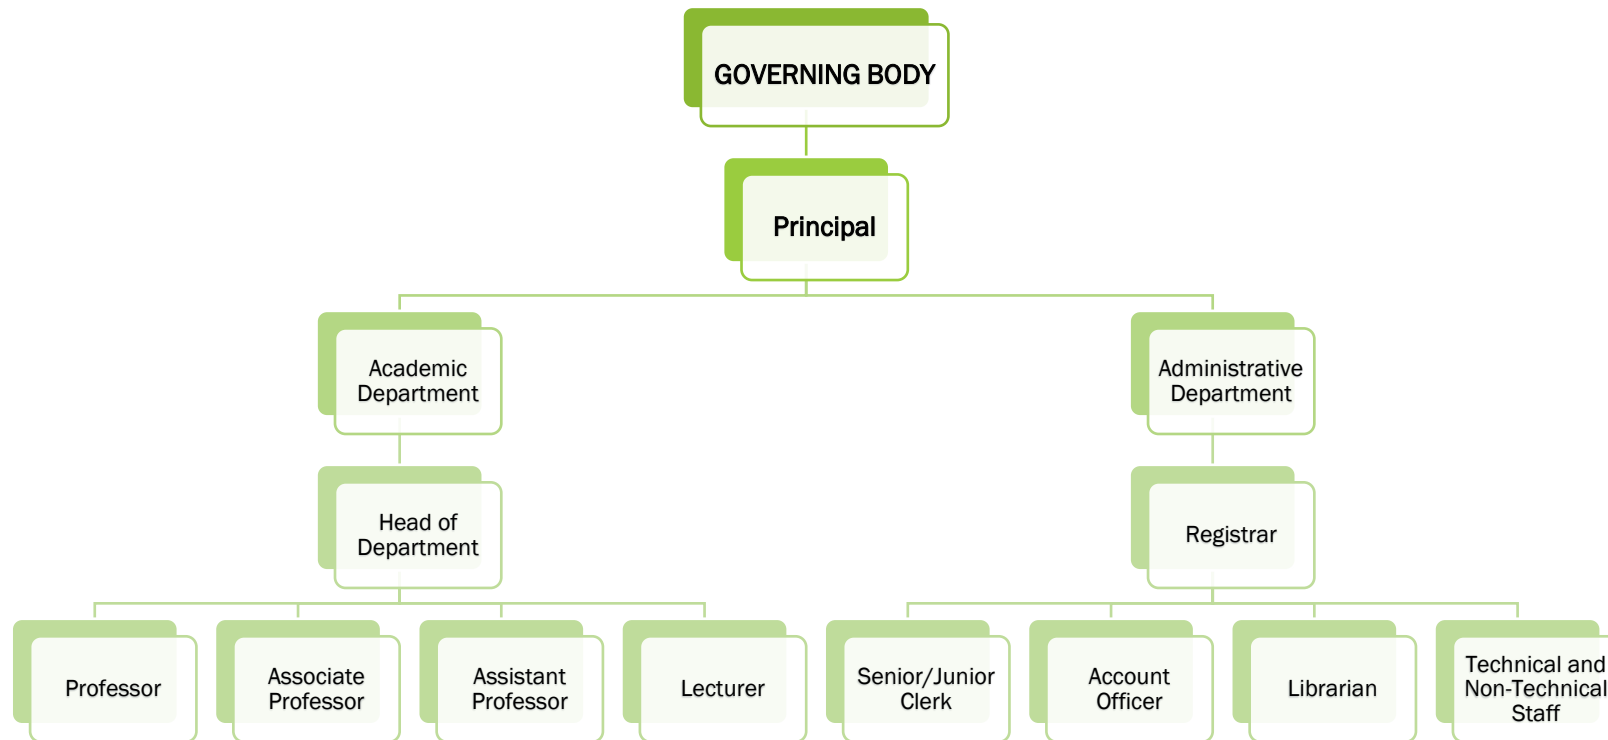 GOVERNING BODY
Principal
Academic
Department
Administrative
Department
Head of
Department
Registrar
Professor
Associate
Professor
Assistant
Professor
Lecturer
Senior/Junior
Clerk
Account
Officer
Librarian
Technical and
Non-Technical
Staff